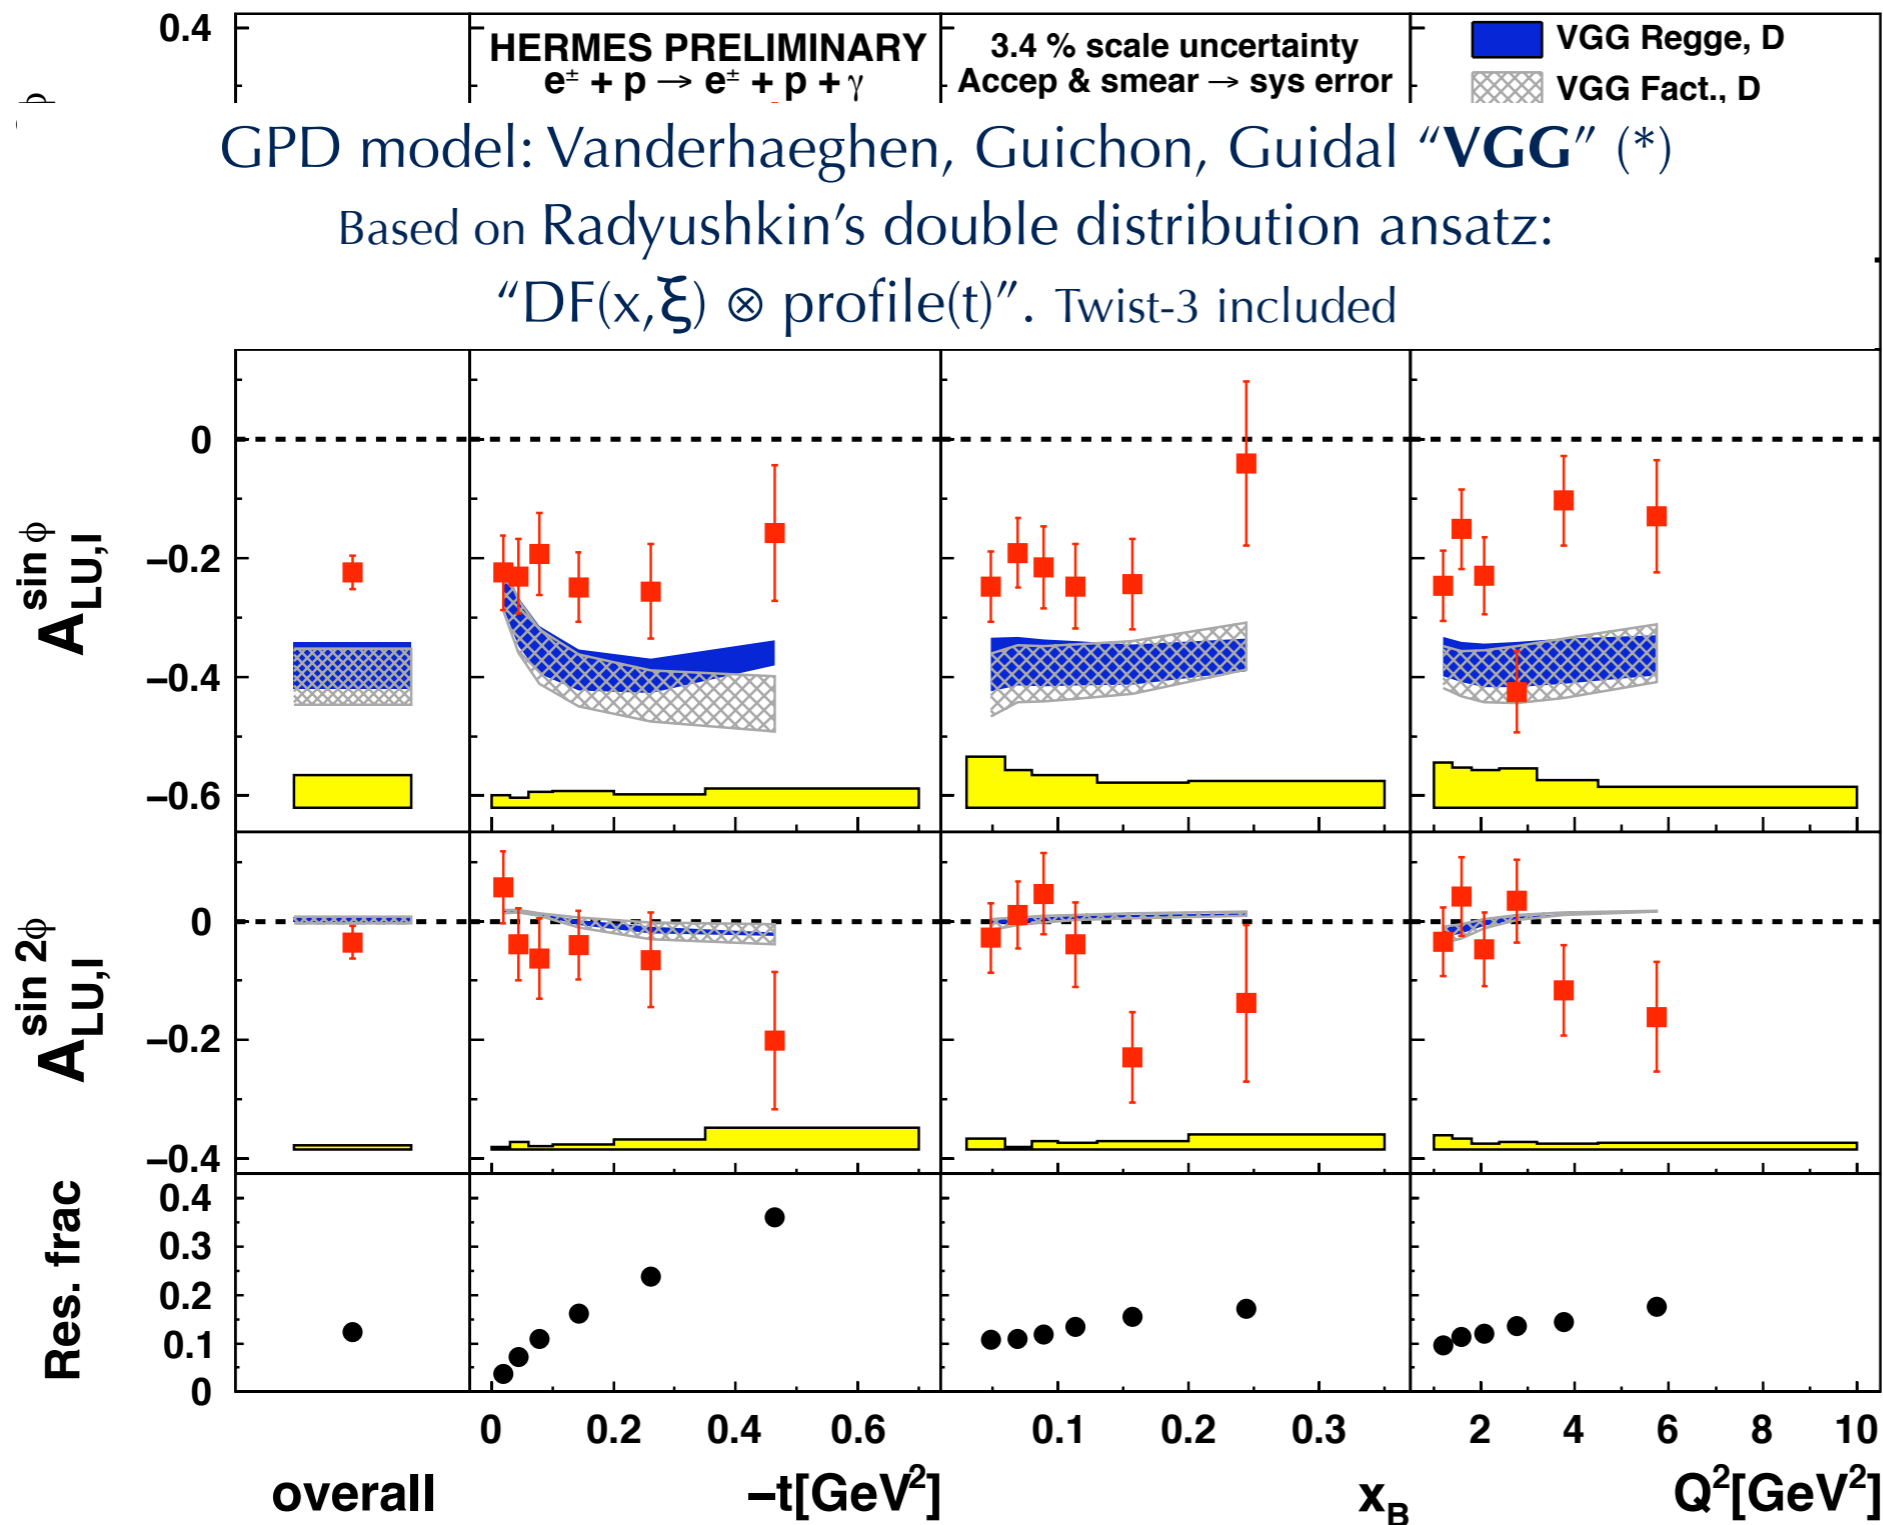 0.4
HERMES PRELIMINARY
e± + p → e± + p + γ
3.4 % scale uncertainty
Accep & smear → sys error
VGG Regge, D
VGG Fact., D
GPD model: Vanderhaeghen, Guichon, Guidal “VGG” (*)
Based on Radyushkin’s double distribution ansatz:
“DF(x,ξ) ⊗ profile(t)”. Twist-3 included
A_LU,I^sin ϕ
0
−0.2
−0.4
−0.6
A_LU,I^sin 2ϕ
0
−0.2
−0.4
Res. frac
0.4
0.3
0.2
0.1
0
0 0.2 0.4 0.6
0.1 0.2 0.3
2 4 6 8 10
overall
−t[GeV²]
x_B
Q²[GeV²]